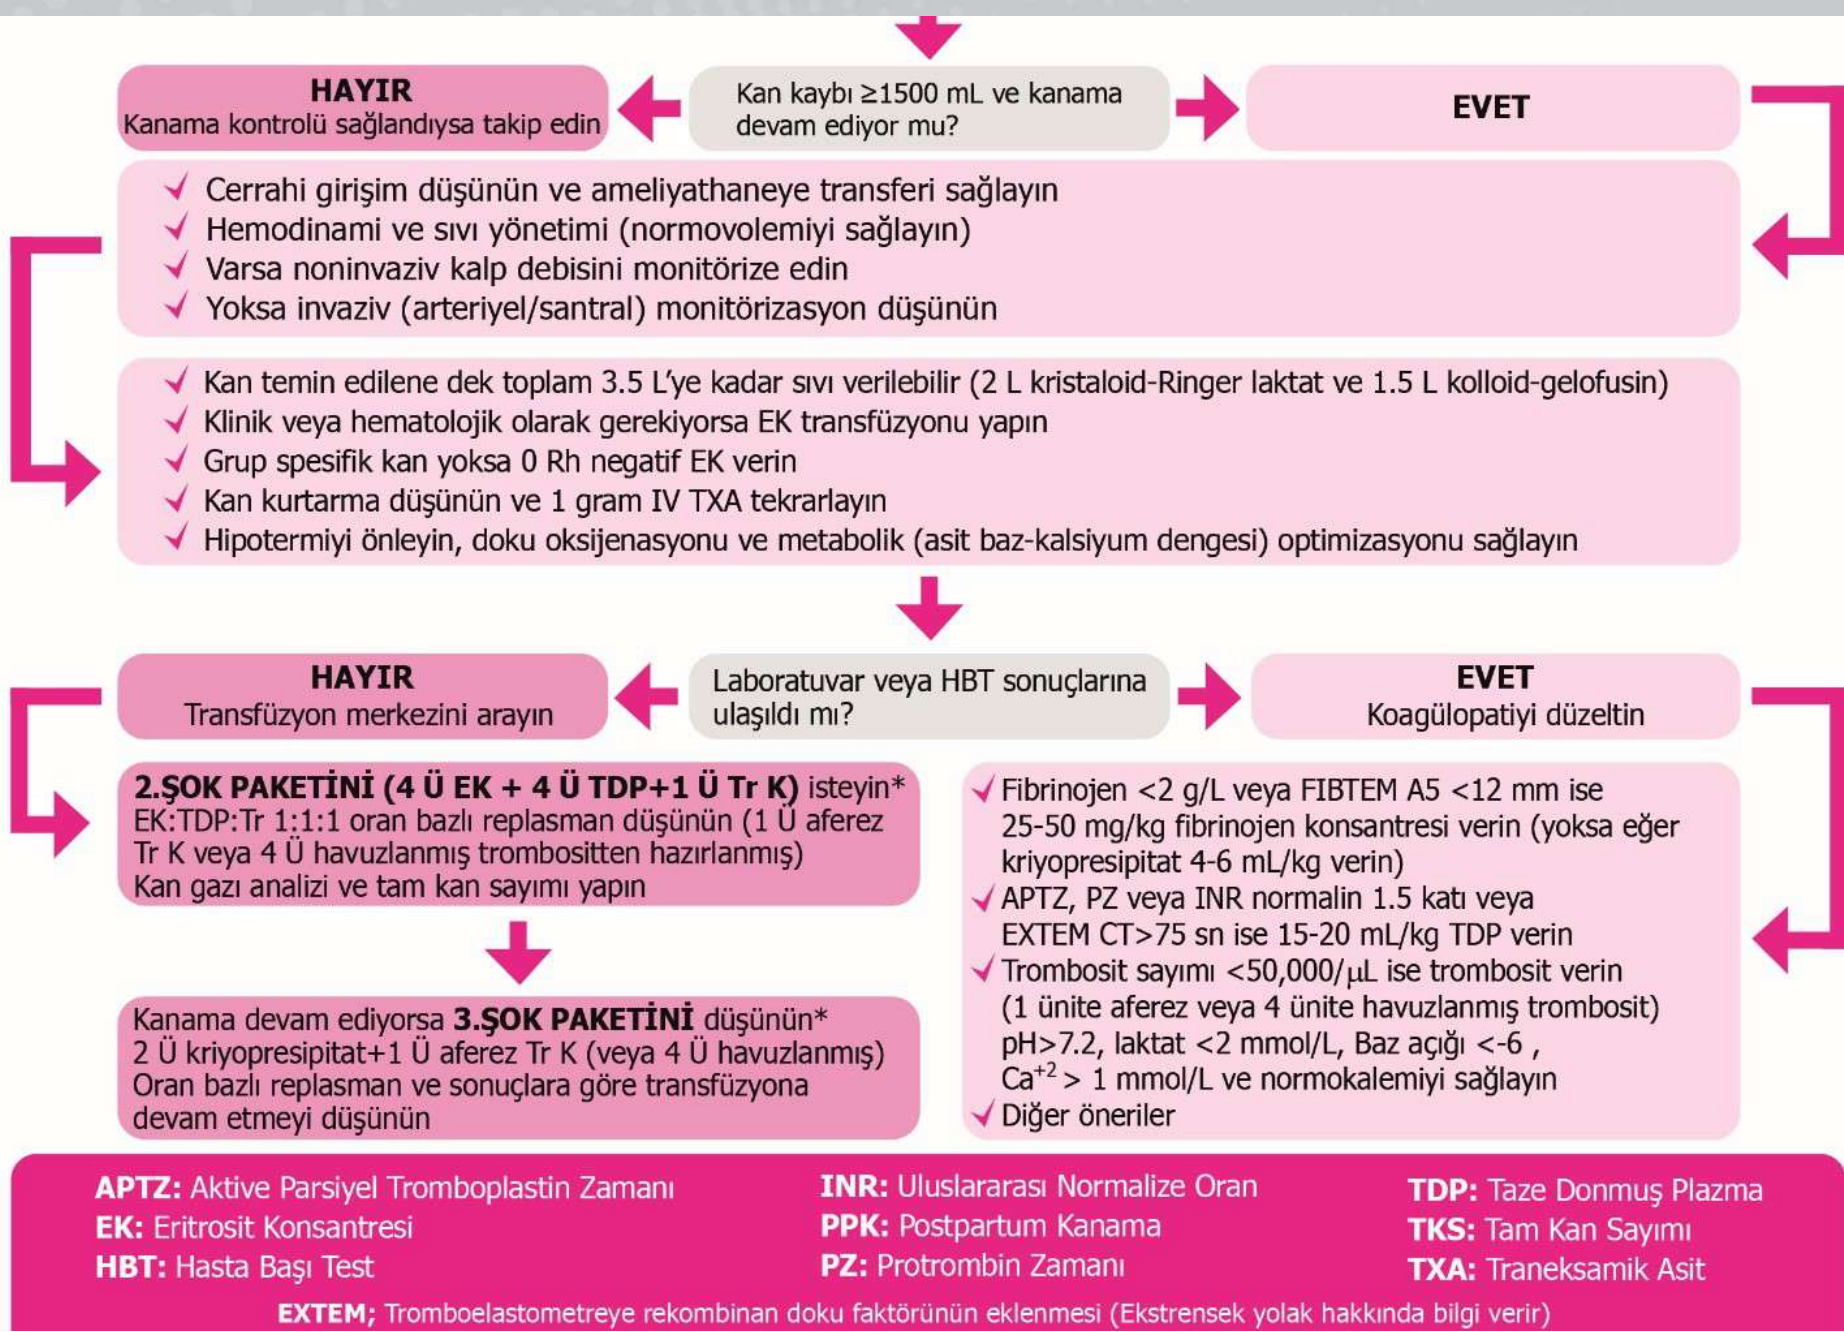 HAYIR
Kanama kontrolü sağlandıysa takip edin
Kan kaybı ≥1500 mL ve kanama
devam ediyor mu?
EVET
Cerrahi girişim düşünün ve ameliyathaneye transferi sağlayın
Hemodinami ve sıvı yönetimi (normovolemiyi sağlayın)
Varsa noninvaziv kalp debisini monitörize edin
Yoksa invaziv (arteriyel/santral) monitörizasyon düşünün
Kan temin edilene dek toplam 3.5 L'ye kadar sıvı verilebilir (2 L kristaloid-Ringer laktat ve 1.5 L kolloid-gelofusin)
Klinik veya hematolojik olarak gerekiyorsa EK transfüzyonu yapın
Grup spesifik kan yoksa 0 Rh negatif EK verin
Kan kurtarma düşünün ve 1 gram IV TXA tekrarlayın
Hipotermiyi önleyin, doku oksijenasyonu ve metabolik (asit baz-kalsiyum dengesi) optimizasyonu sağlayın
HAYIR
Transfüzyon merkezini arayın
Laboratuvar veya HBT sonuçlarına
ulaşıldı mı?
EVET
Koagülopatiyi düzeltin
2.ŞOK PAKETİNİ (4 Ü EK + 4 Ü TDP+1 Ü Tr K) isteyin*
EK:TDP:Tr 1:1:1 oran bazlı replasman düşünün (1 Ü aferez
Tr K veya 4 Ü havuzlanmış trombositten hazırlanmış)
Kan gazı analizi ve tam kan sayımı yapın
Kanama devam ediyorsa 3.ŞOK PAKETİNİ düşünün*
2 Ü kriyopresipitat+1 Ü aferez Tr K (veya 4 Ü havuzlanmış)
Oran bazlı replasman ve sonuçlara göre transfüzyona
devam etmeyi düşünün
Fibrinojen <2 g/L veya FIBTEM A5 <12 mm ise
25-50 mg/kg fibrinojen konsantresi verin (yoksa eğer
kriyopresipitat 4-6 mL/kg verin)
APTZ, PZ veya INR normalin 1.5 katı veya
EXTEM CT>75 sn ise 15-20 mL/kg TDP verin
Trombosit sayımı <50,000/µL ise trombosit verin
(1 ünite aferez veya 4 ünite havuzlanmış trombosit)
pH>7.2, laktat <2 mmol/L, Baz açığı <-6 ,
Ca⁺² > 1 mmol/L ve normokalemiyi sağlayın
Diğer öneriler
APTZ: Aktive Parsiyel Tromboplastin Zamanı
EK: Eritrosit Konsantresi
HBT: Hasta Başı Test
INR: Uluslararası Normalize Oran
PPK: Postpartum Kanama
PZ: Protrombin Zamanı
TDP: Taze Donmuş Plazma
TKS: Tam Kan Sayımı
TXA: Traneksamik Asit
EXTEM; Tromboelastometreye rekombinan doku faktörünün eklenmesi (Ekstrensek yolak hakkında bilgi verir)